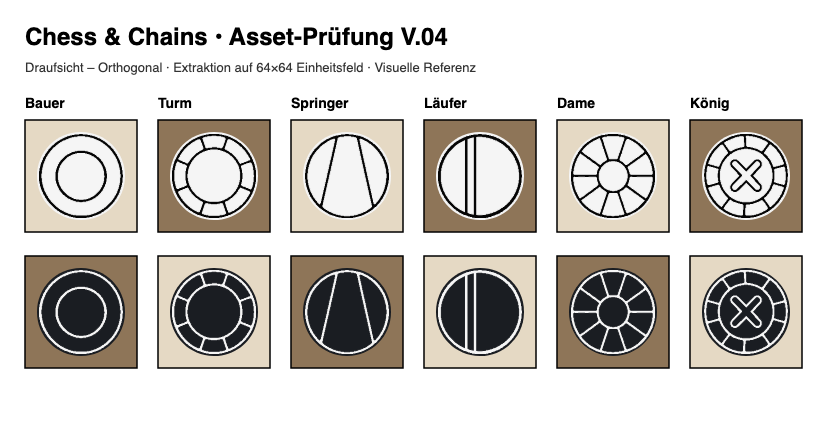 Chess & Chains · Asset-Prüfung V.04
Draufsicht – Orthogonal · Extraktion auf 64×64 Einheitsfeld · Visuelle Referenz
Bauer Turm Springer Läufer Dame König